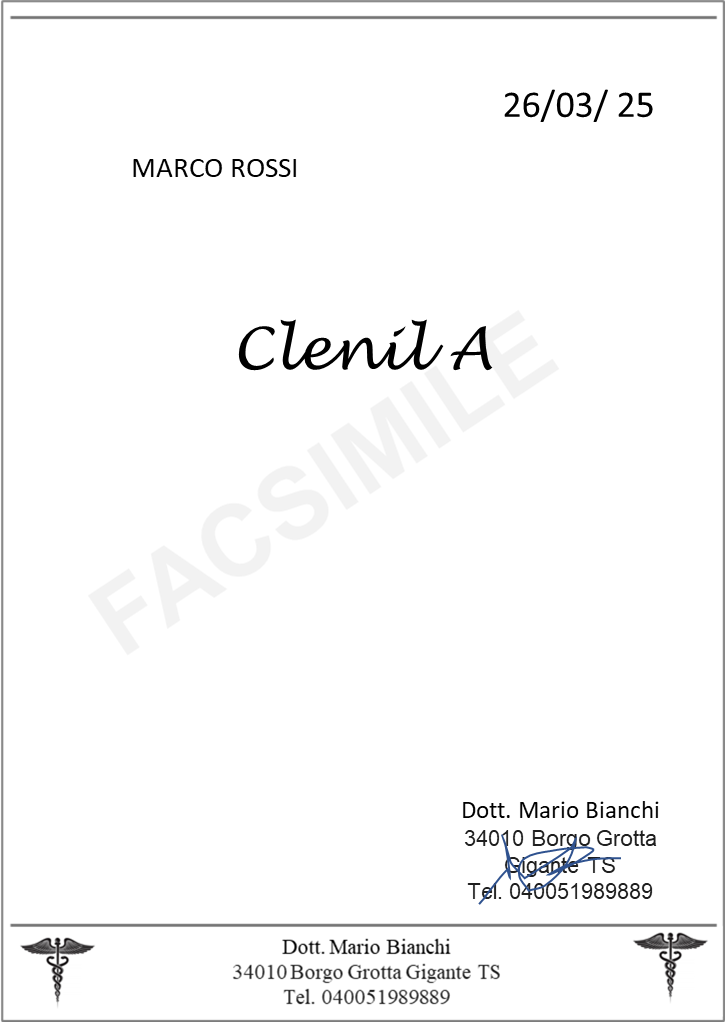 26/03/ 25
MARCO ROSSI
Clenil A
FACSIMILE
Dott. Mario Bianchi
34010 Borgo Grotta
Gigante TS
Tel. 040051989889
Dott. Mario Bianchi
34010 Borgo Grotta Gigante TS
Tel. 040051989889